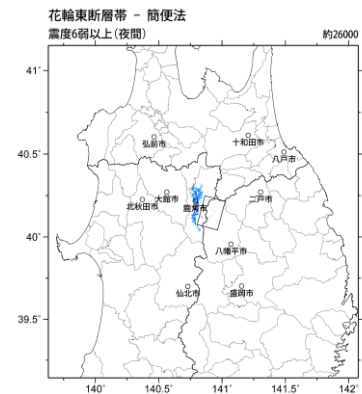 花輪東断層帯 - 簡便法
震度6弱以上(夜間) 約26000
41°
40.5°
40°
39.5°
弘前市
十和田市
八戸市
大館市
北秋田市
鹿角市
二戸市
八幡平市
仙北市
盛岡市
140° 140.5° 141° 141.5° 142°